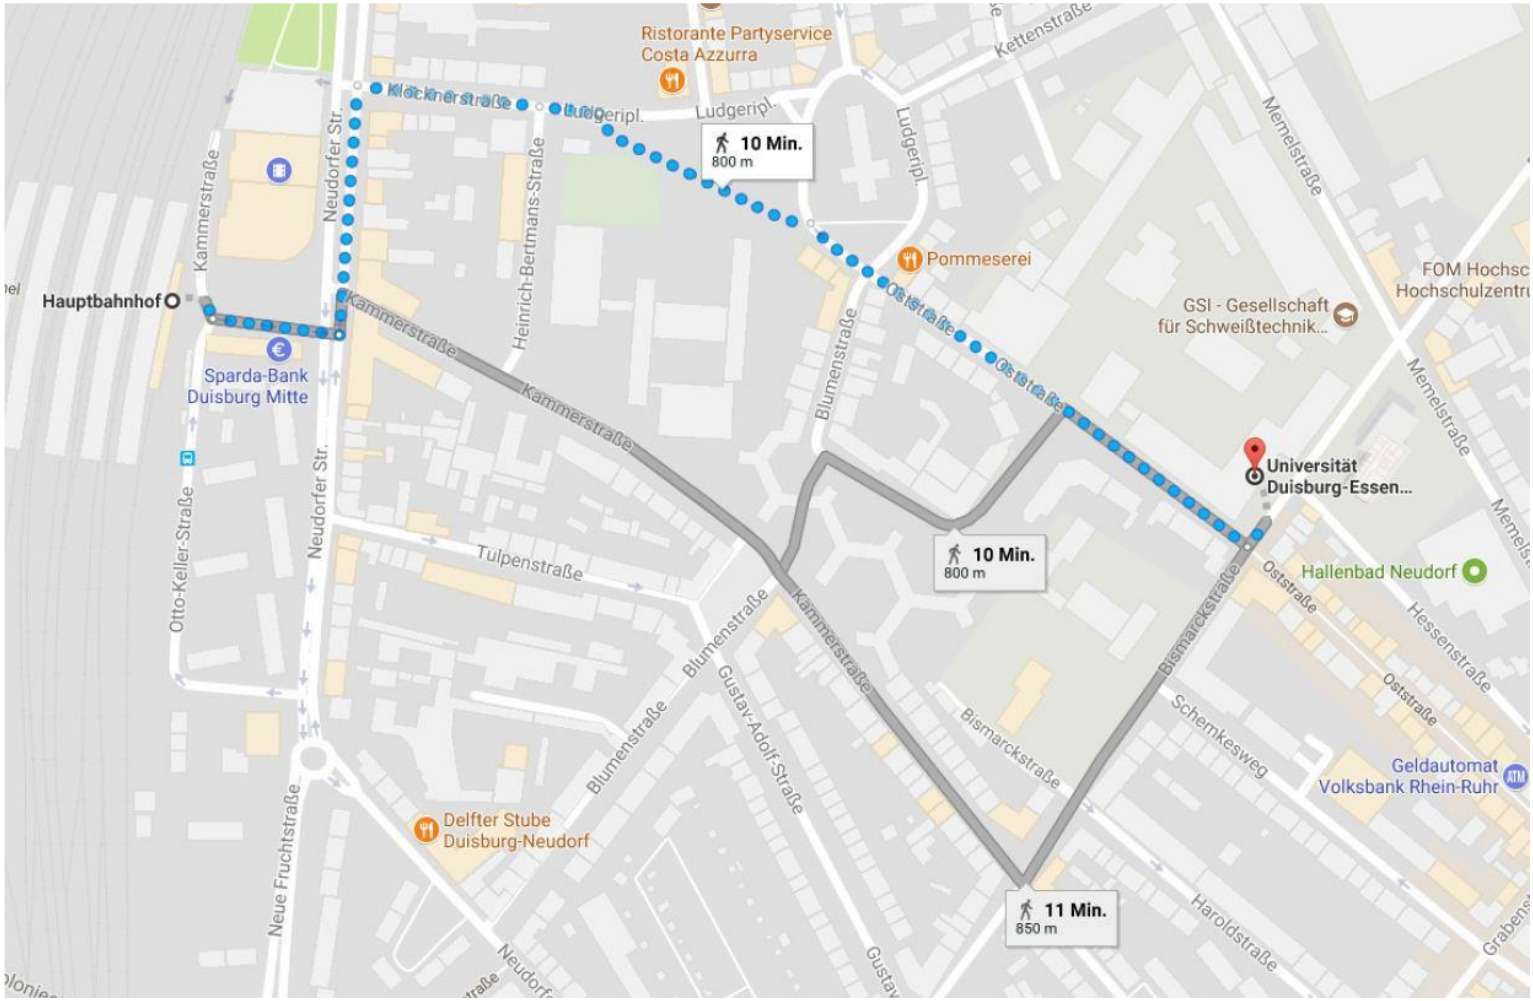 Ristorante Partyservice
Costa Azzurra
Kettenstraße
Klöcknerstraße
Ludgeripl.
Ludgeripl.
Ludgeripl.
10 Min.
800 m
Memelstraße
Neudorfer Str.
Kammerstraße
Heinrich-Bertmans-Straße
Pommeserei
FOM Hochsc
Hochschulzentru
Hauptbahnhof
Kammerstraße
Oststraße
GSI - Gesellschaft
für Schweißtechnik...
€
Sparda-Bank
Duisburg Mitte
Kammerstraße
Blumenstraße
Oststraße
Memelstraße
Neudorfer Str.
Universität
Duisburg-Essen...
Otto-Keller-Straße
Tulpenstraße
10 Min.
800 m
Hallenbad Neudorf
Oststraße
Blumenstraße
Kammerstraße
Bismarckstraße
Hessenstraße
Blumenstraße
Gustav-Adolf-Straße
Bismarckstraße
Schemkesweg
Oststraße
Geldautomat
Volksbank Rhein-Ruhr
ATM
Delfter Stube
Duisburg-Neudorf
Neue Fruchtstraße
11 Min.
850 m
Haroldstraße
Grabenst
Neudorf
Gustav